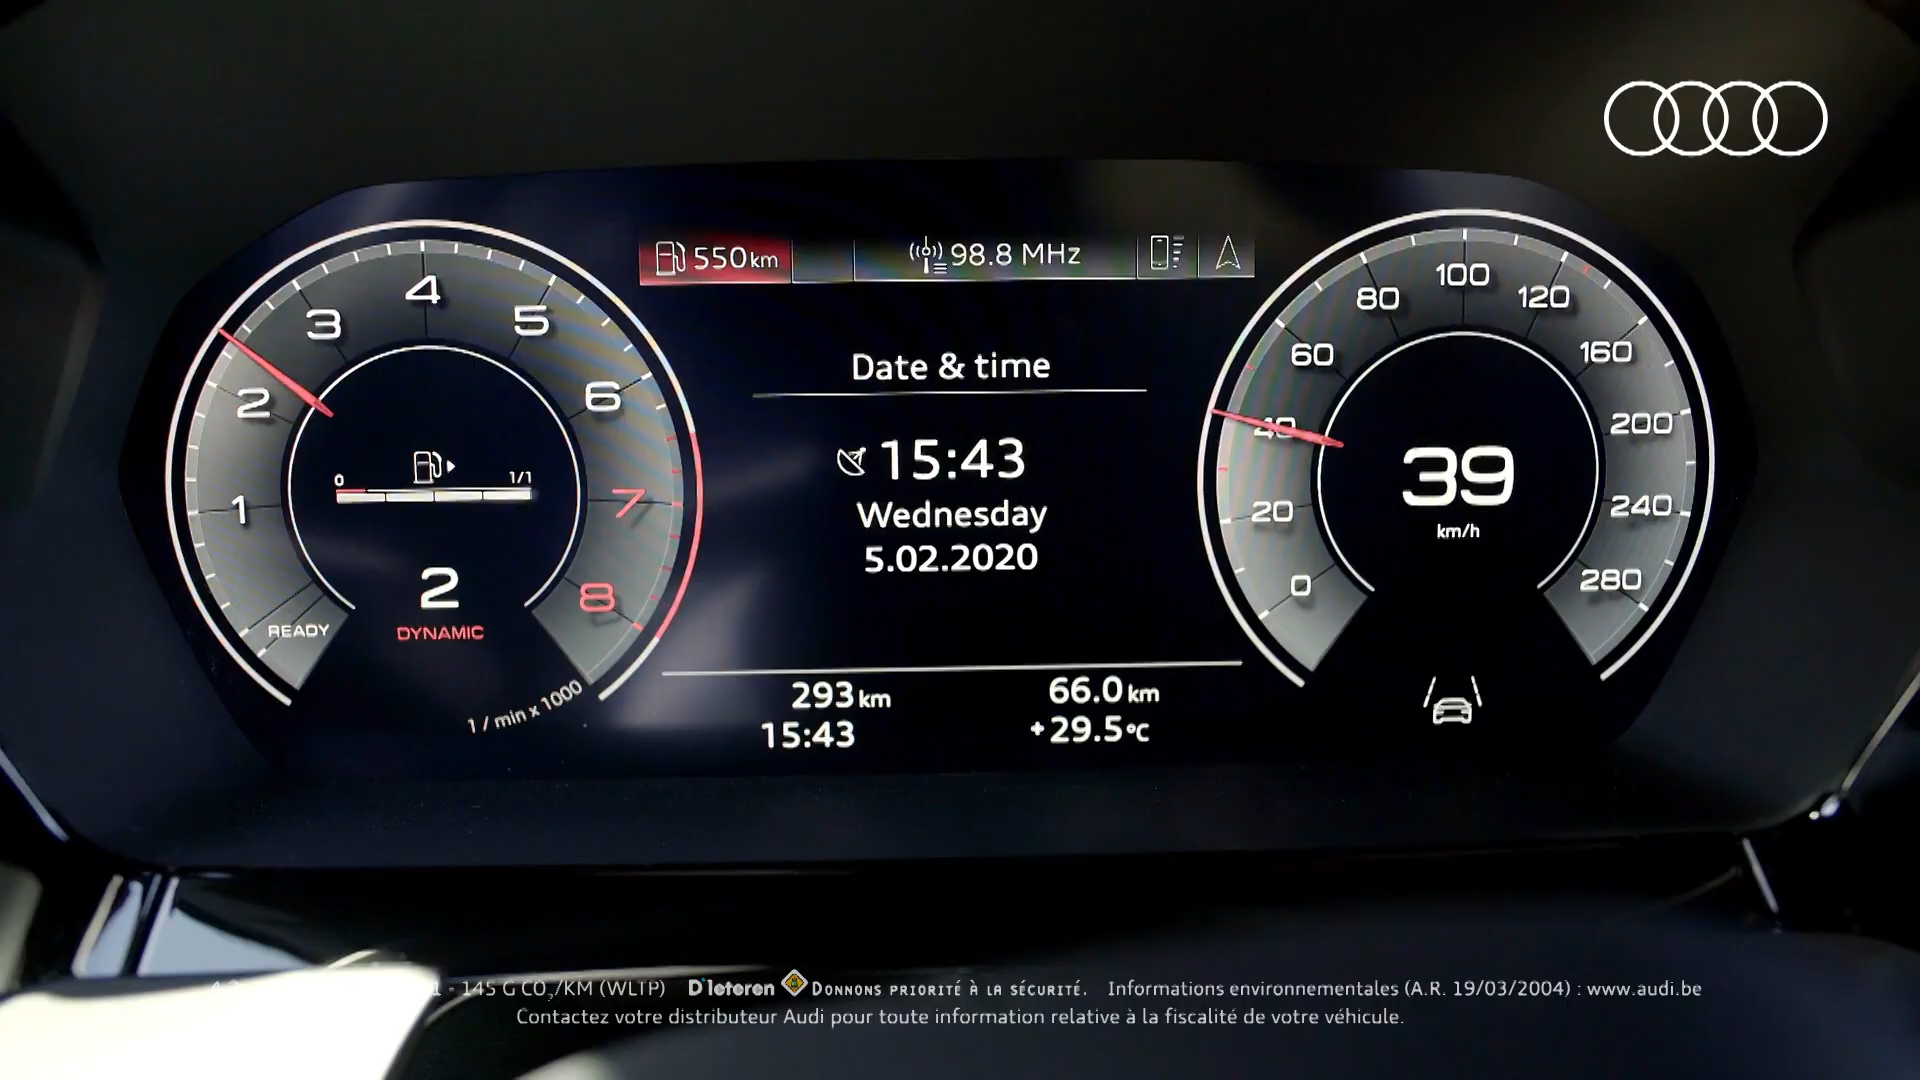 550 km
98.8 MHz
Date & time
15:43
Wednesday
5.02.2020
293 km
66.0 km
15:43
+29.5 °C
1
2
3
4
5
6
7
8
0
1/1
2
DYNAMIC
READY
1 / min x 1000
0
20
40
60
80
100
120
160
200
240
280
39
km/h
- 145 G CO₂/KM (WLTP) D'Ieteren DONNONS PRIORITÉ À LA SÉCURITÉ. Informations environnementales (A.R. 19/03/2004) : www.audi.be
Contactez votre distributeur Audi pour toute information relative à la fiscalité de votre véhicule.